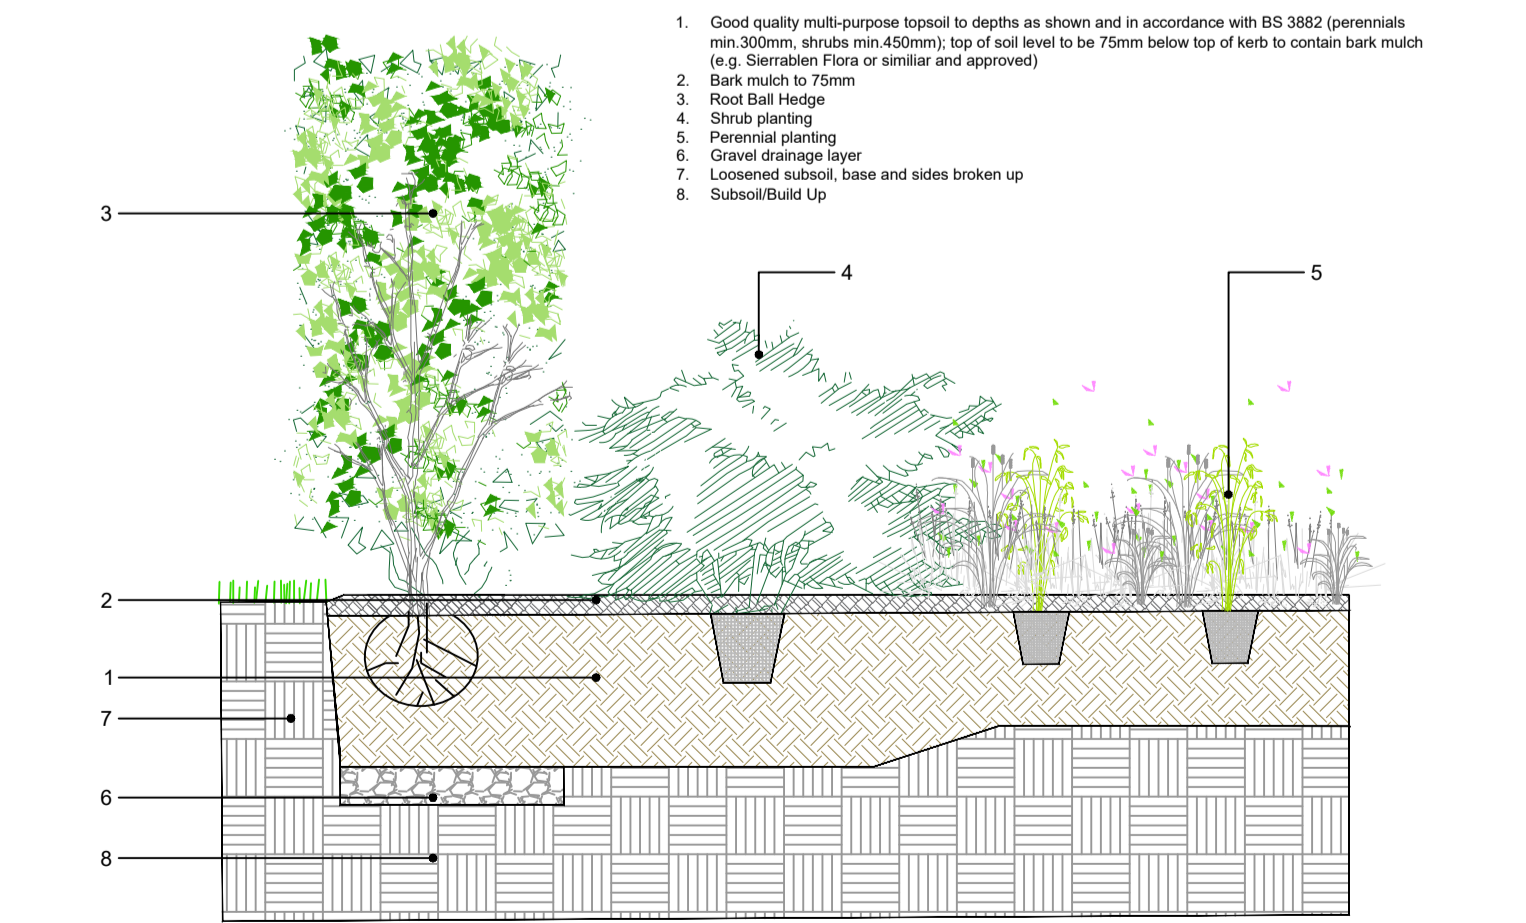 1. Good quality multi-purpose topsoil to depths as shown and in accordance with BS 3882 (perennials
min.300mm, shrubs min.450mm); top of soil level to be 75mm below top of kerb to contain bark mulch
(e.g. Sierrablen Flora or similiar and approved)
2. Bark mulch to 75mm
3. Root Ball Hedge
4. Shrub planting
5. Perennial planting
6. Gravel drainage layer
7. Loosened subsoil, base and sides broken up
8. Subsoil/Build Up
3
4
5
2
1
7
6
8